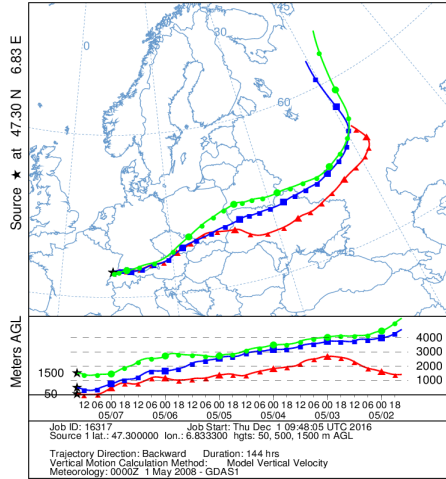 0
30
45
60
Source ★ at 47.30 N 6.83 E
Meters AGL
1500
50
4000
3000
2000
1000
12 06 00 18 12 06 00 18 12 06 00 18 12 06 00 18 12 06 00 18 12 06 00 18
05/07 05/06 05/05 05/04 05/03 05/02
Job ID: 16317 Job Start: Thu Dec 1 09:48:05 UTC 2016
Source 1 lat.: 47.300000 lon.: 6.833300 hgts: 50, 500, 1500 m AGL
Trajectory Direction: Backward Duration: 144 hrs
Vertical Motion Calculation Method: Model Vertical Velocity
Meteorology: 0000Z 1 May 2008 - GDAS1